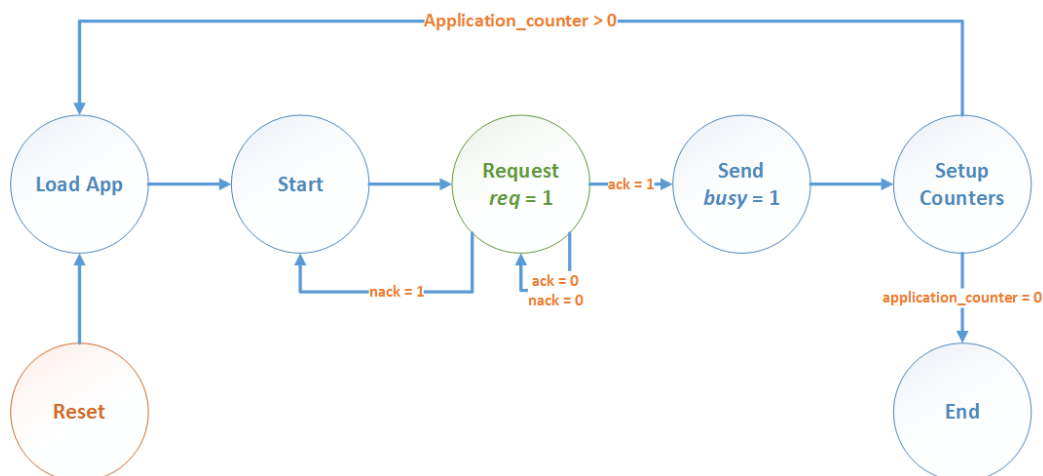 Application_counter > 0
Load App
Start
Request
req = 1
ack = 1
Send
busy = 1
Setup
Counters
nack = 1
ack = 0
nack = 0
application_counter = 0
Reset
End